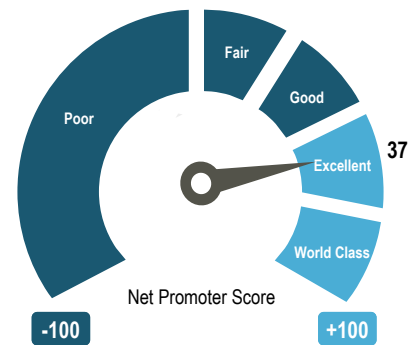 Fair
Good
Poor
37
Excellent
World Class
Net Promoter Score
-100
+100